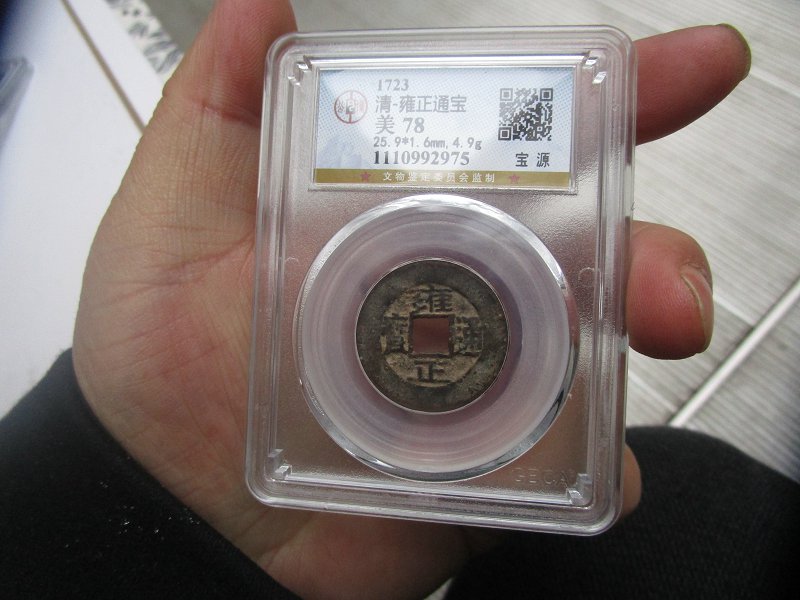 1723
清-雍正通宝
美 78
25.9*1.6mm, 4.9g
1110992975
宝 源
★ 文物鉴定委员会监制 ★
雍
寳 通
正